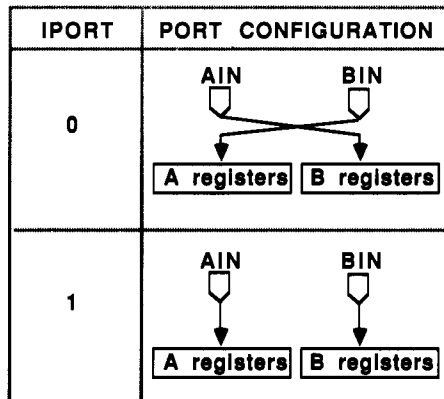 IPORT PORT CONFIGURATION
AIN BIN
0
A registers B registers
AIN BIN
1
A registers B registers